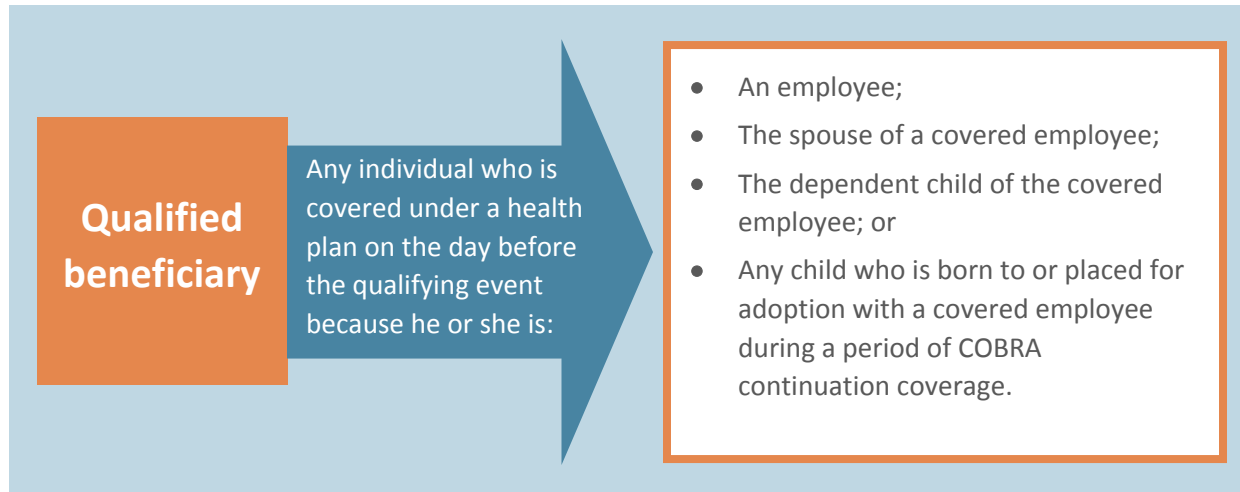 Qualified
beneficiary
Any individual who is
covered under a health
plan on the day before
the qualifying event
because he or she is:
● An employee;
● The spouse of a covered employee;
● The dependent child of the covered
employee; or
● Any child who is born to or placed for
adoption with a covered employee
during a period of COBRA
continuation coverage.